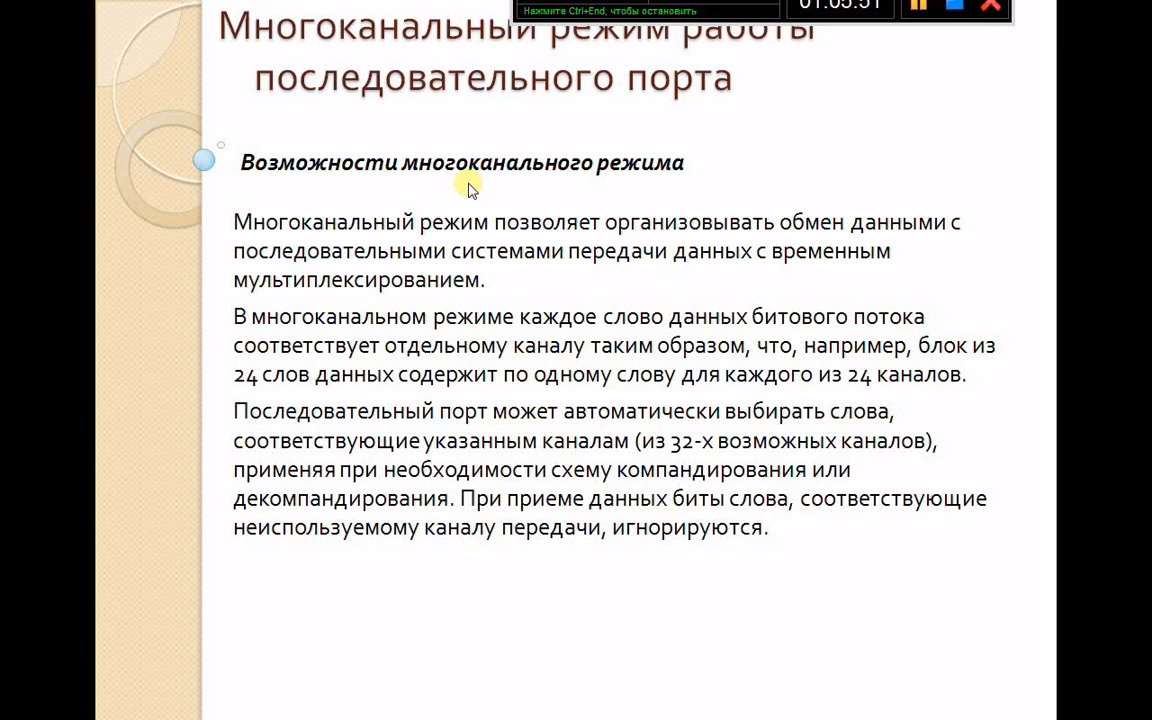 Нажмите Ctrl+End, чтобы остановить
01:05:51
Многоканальный режим работы
последовательного порта
Возможности многоканального режима
Многоканальный режим позволяет организовывать обмен данными с
последовательными системами передачи данных с временным
мультиплексированием.
В многоканальном режиме каждое слово данных битового потока
соответствует отдельному каналу таким образом, что, например, блок из
24 слов данных содержит по одному слову для каждого из 24 каналов.
Последовательный порт может автоматически выбирать слова,
соответствующие указанным каналам (из 32-х возможных каналов),
применяя при необходимости схему компандирования или
декомпандирования. При приеме данных биты слова, соответствующие
неиспользуемому каналу передачи, игнорируются.